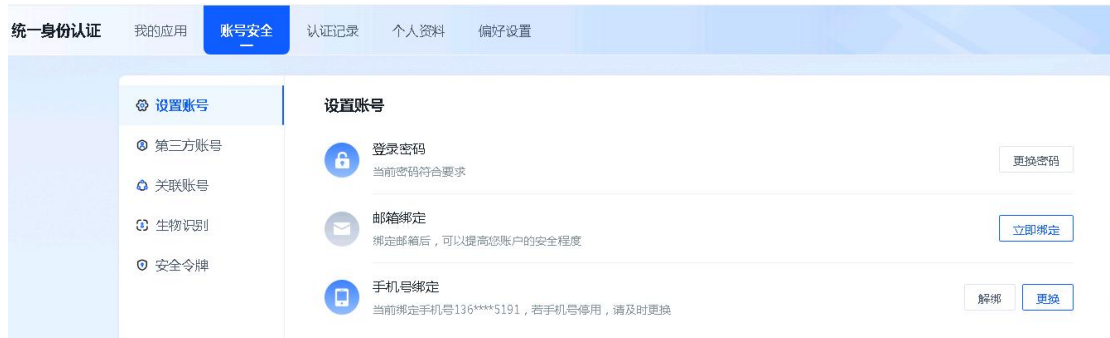 统一身份认证 我的应用 账号安全 认证记录 个人资料 偏好设置
设置账号
第三方账号
关联账号
生物识别
安全令牌
设置账号
登录密码
当前密码符合要求
更换密码
邮箱绑定
绑定邮箱后，可以提高您账户的安全程度
立即绑定
手机号绑定
当前绑定手机号136****5191，若手机号停用，请及时更换
解绑 更换